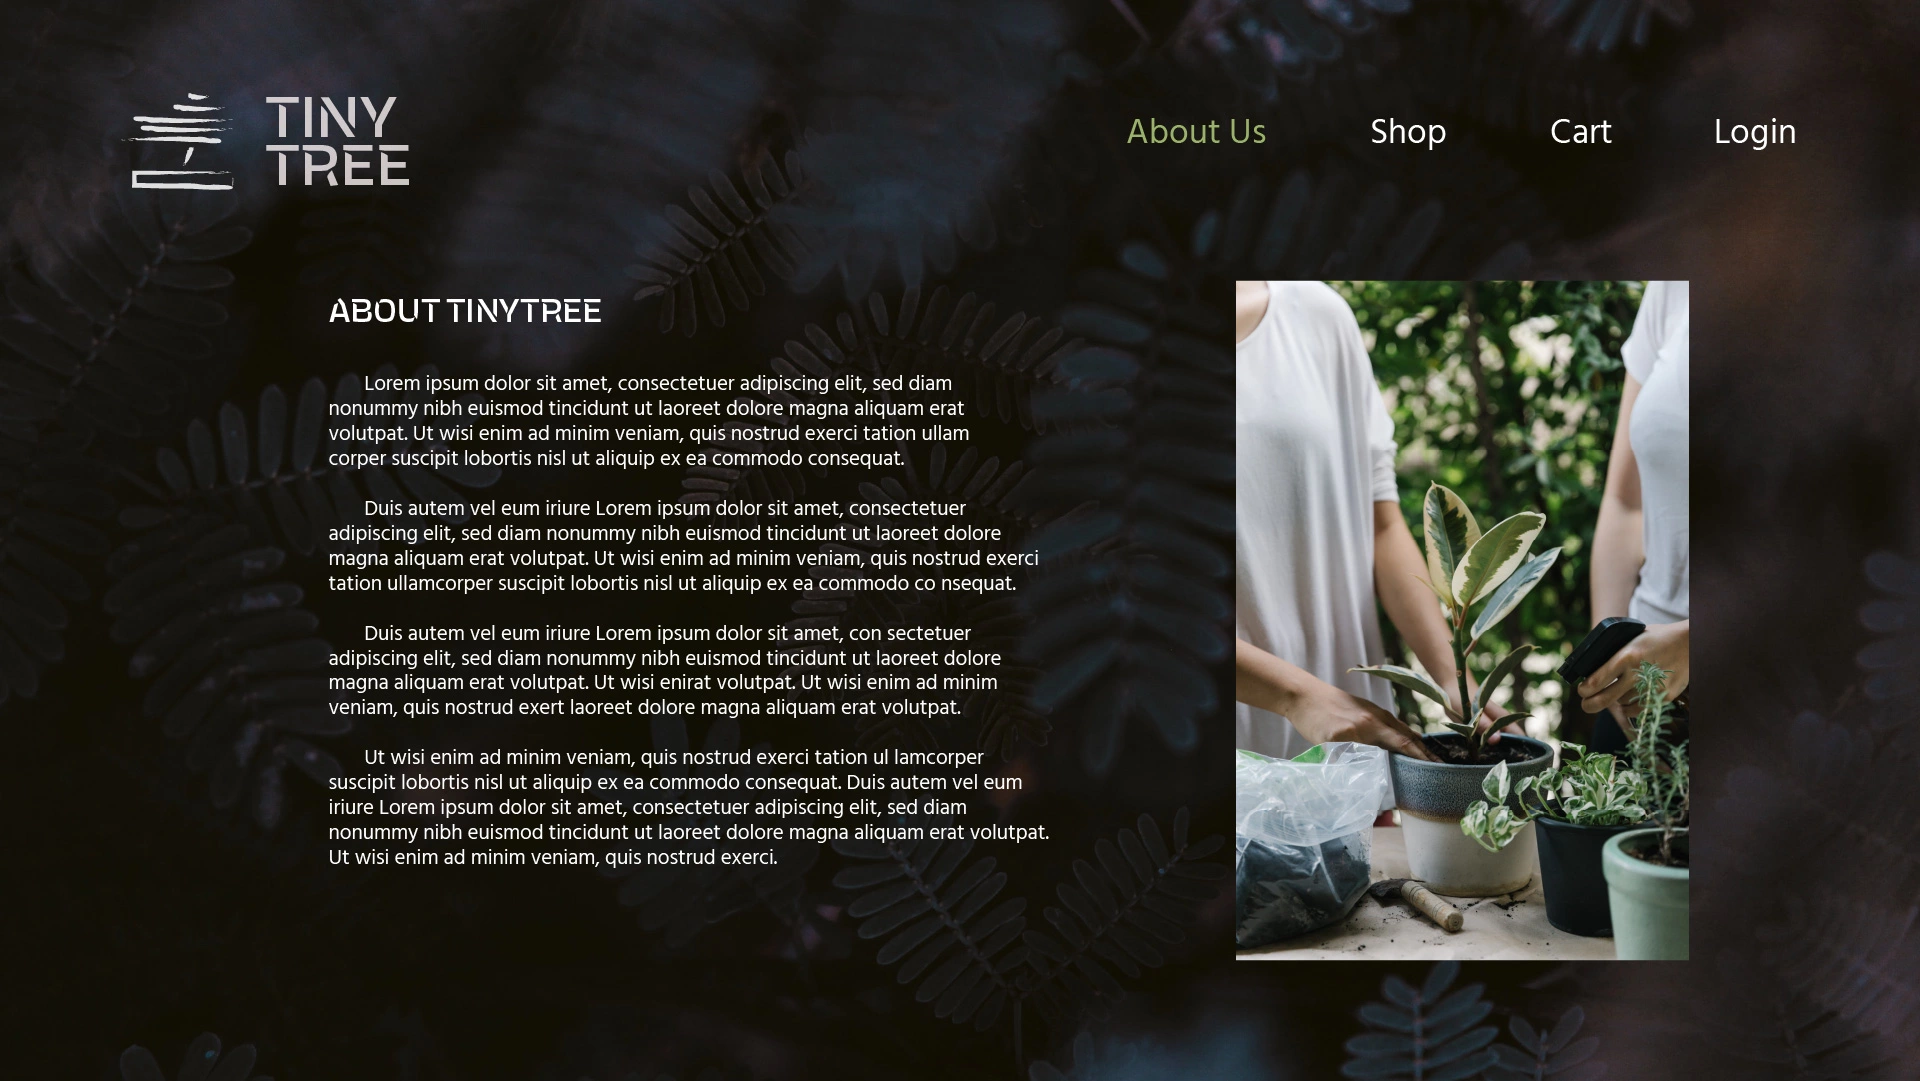 TINY
TREE
About Us
Shop
Cart
Login
ABOUT TINYTREE
Lorem ipsum dolor sit amet, consectetuer adipiscing elit, sed diam
nonummy nibh euismod tincidunt ut laoreet dolore magna aliquam erat
volutpat. Ut wisi enim ad minim veniam, quis nostrud exerci tation ullam
corper suscipit lobortis nisl ut aliquip ex ea commodo consequat.
Duis autem vel eum iriure Lorem ipsum dolor sit amet, consectetuer
adipiscing elit, sed diam nonummy nibh euismod tincidunt ut laoreet dolore
magna aliquam erat volutpat. Ut wisi enim ad minim veniam, quis nostrud exerci
tation ullamcorper suscipit lobortis nisl ut aliquip ex ea commodo co nsequat.
Duis autem vel eum iriure Lorem ipsum dolor sit amet, con sectetuer
adipiscing elit, sed diam nonummy nibh euismod tincidunt ut laoreet dolore
magna aliquam erat volutpat. Ut wisi enirat volutpat. Ut wisi enim ad minim
veniam, quis nostrud exert laoreet dolore magna aliquam erat volutpat.
Ut wisi enim ad minim veniam, quis nostrud exerci tation ul lamcorper
suscipit lobortis nisl ut aliquip ex ea commodo consequat. Duis autem vel eum
iriure Lorem ipsum dolor sit amet, consectetuer adipiscing elit, sed diam
nonummy nibh euismod tincidunt ut laoreet dolore magna aliquam erat volutpat.
Ut wisi enim ad minim veniam, quis nostrud exerci.